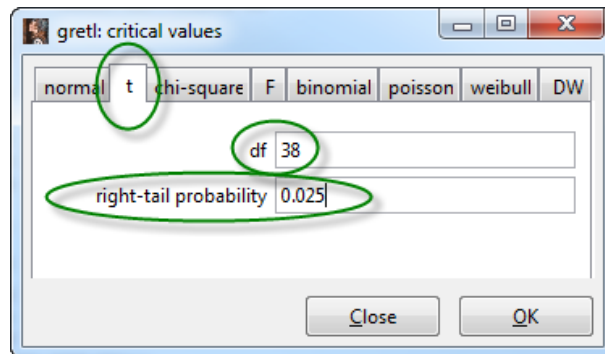 gretl: critical values
normal t chi-square F binomial poisson weibull DW
df 38
right-tail probability 0.025
Close OK